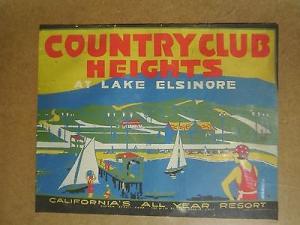 COUNTRY CLUB
HEIGHTS
AT LAKE ELSINORE
CALIFORNIA'S ALL YEAR RESORT